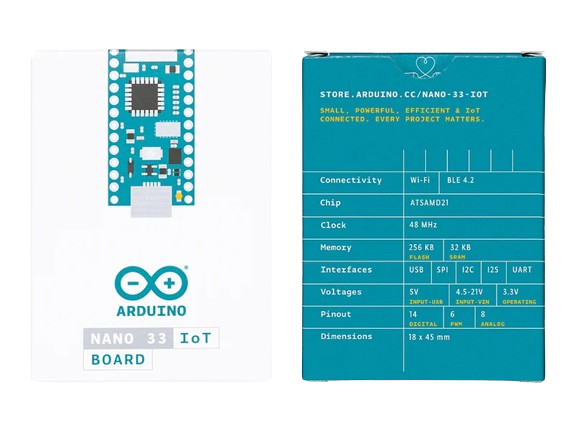 ARDUINO
NANO 33 IoT
BOARD
STORE.ARDUINO.CC/NANO-33-IOT
SMALL, POWERFUL, EFFICIENT & IoT
CONNECTED. EVERY PROJECT MATTERS.
Connectivity Wi-Fi BLE 4.2
Chip ATSAMD21
Clock 48 MHz
Memory 256 KB 32 KB
FLASH SRAM
Interfaces USB SPI I2C I2S UART
Voltages 5V 4.5-21V 3.3V
INPUT-USB INPUT-VIN OPERATING
Pinout 14 6 8
DIGITAL PWM ANALOG
Dimensions 18 x 45 mm